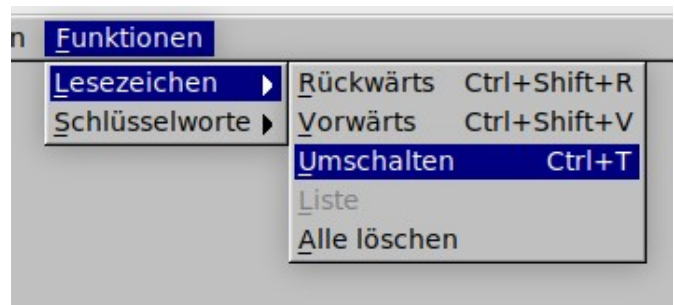 n Funktionen
Lesezeichen
Schlüsselworte
Rückwärts Ctrl+Shift+R
Vorwärts Ctrl+Shift+V
Umschalten Ctrl+T
Liste
Alle löschen